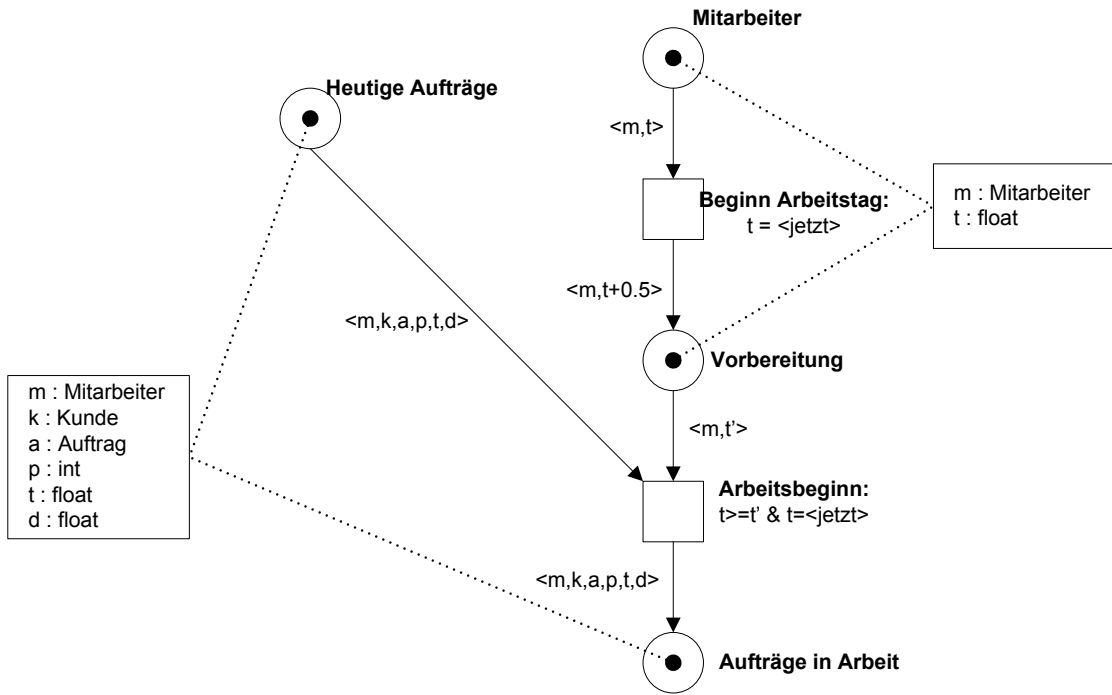 Mitarbeiter
Heutige Aufträge
<m,t>
Beginn Arbeitstag:
t = <jetzt>
m : Mitarbeiter
t : float
<m,t+0.5>
<m,k,a,p,t,d>
Vorbereitung
m : Mitarbeiter
k : Kunde
a : Auftrag
p : int
t : float
d : float
<m,t’>
Arbeitsbeginn:
t>=t’ & t=<jetzt>
<m,k,a,p,t,d>
Aufträge in Arbeit